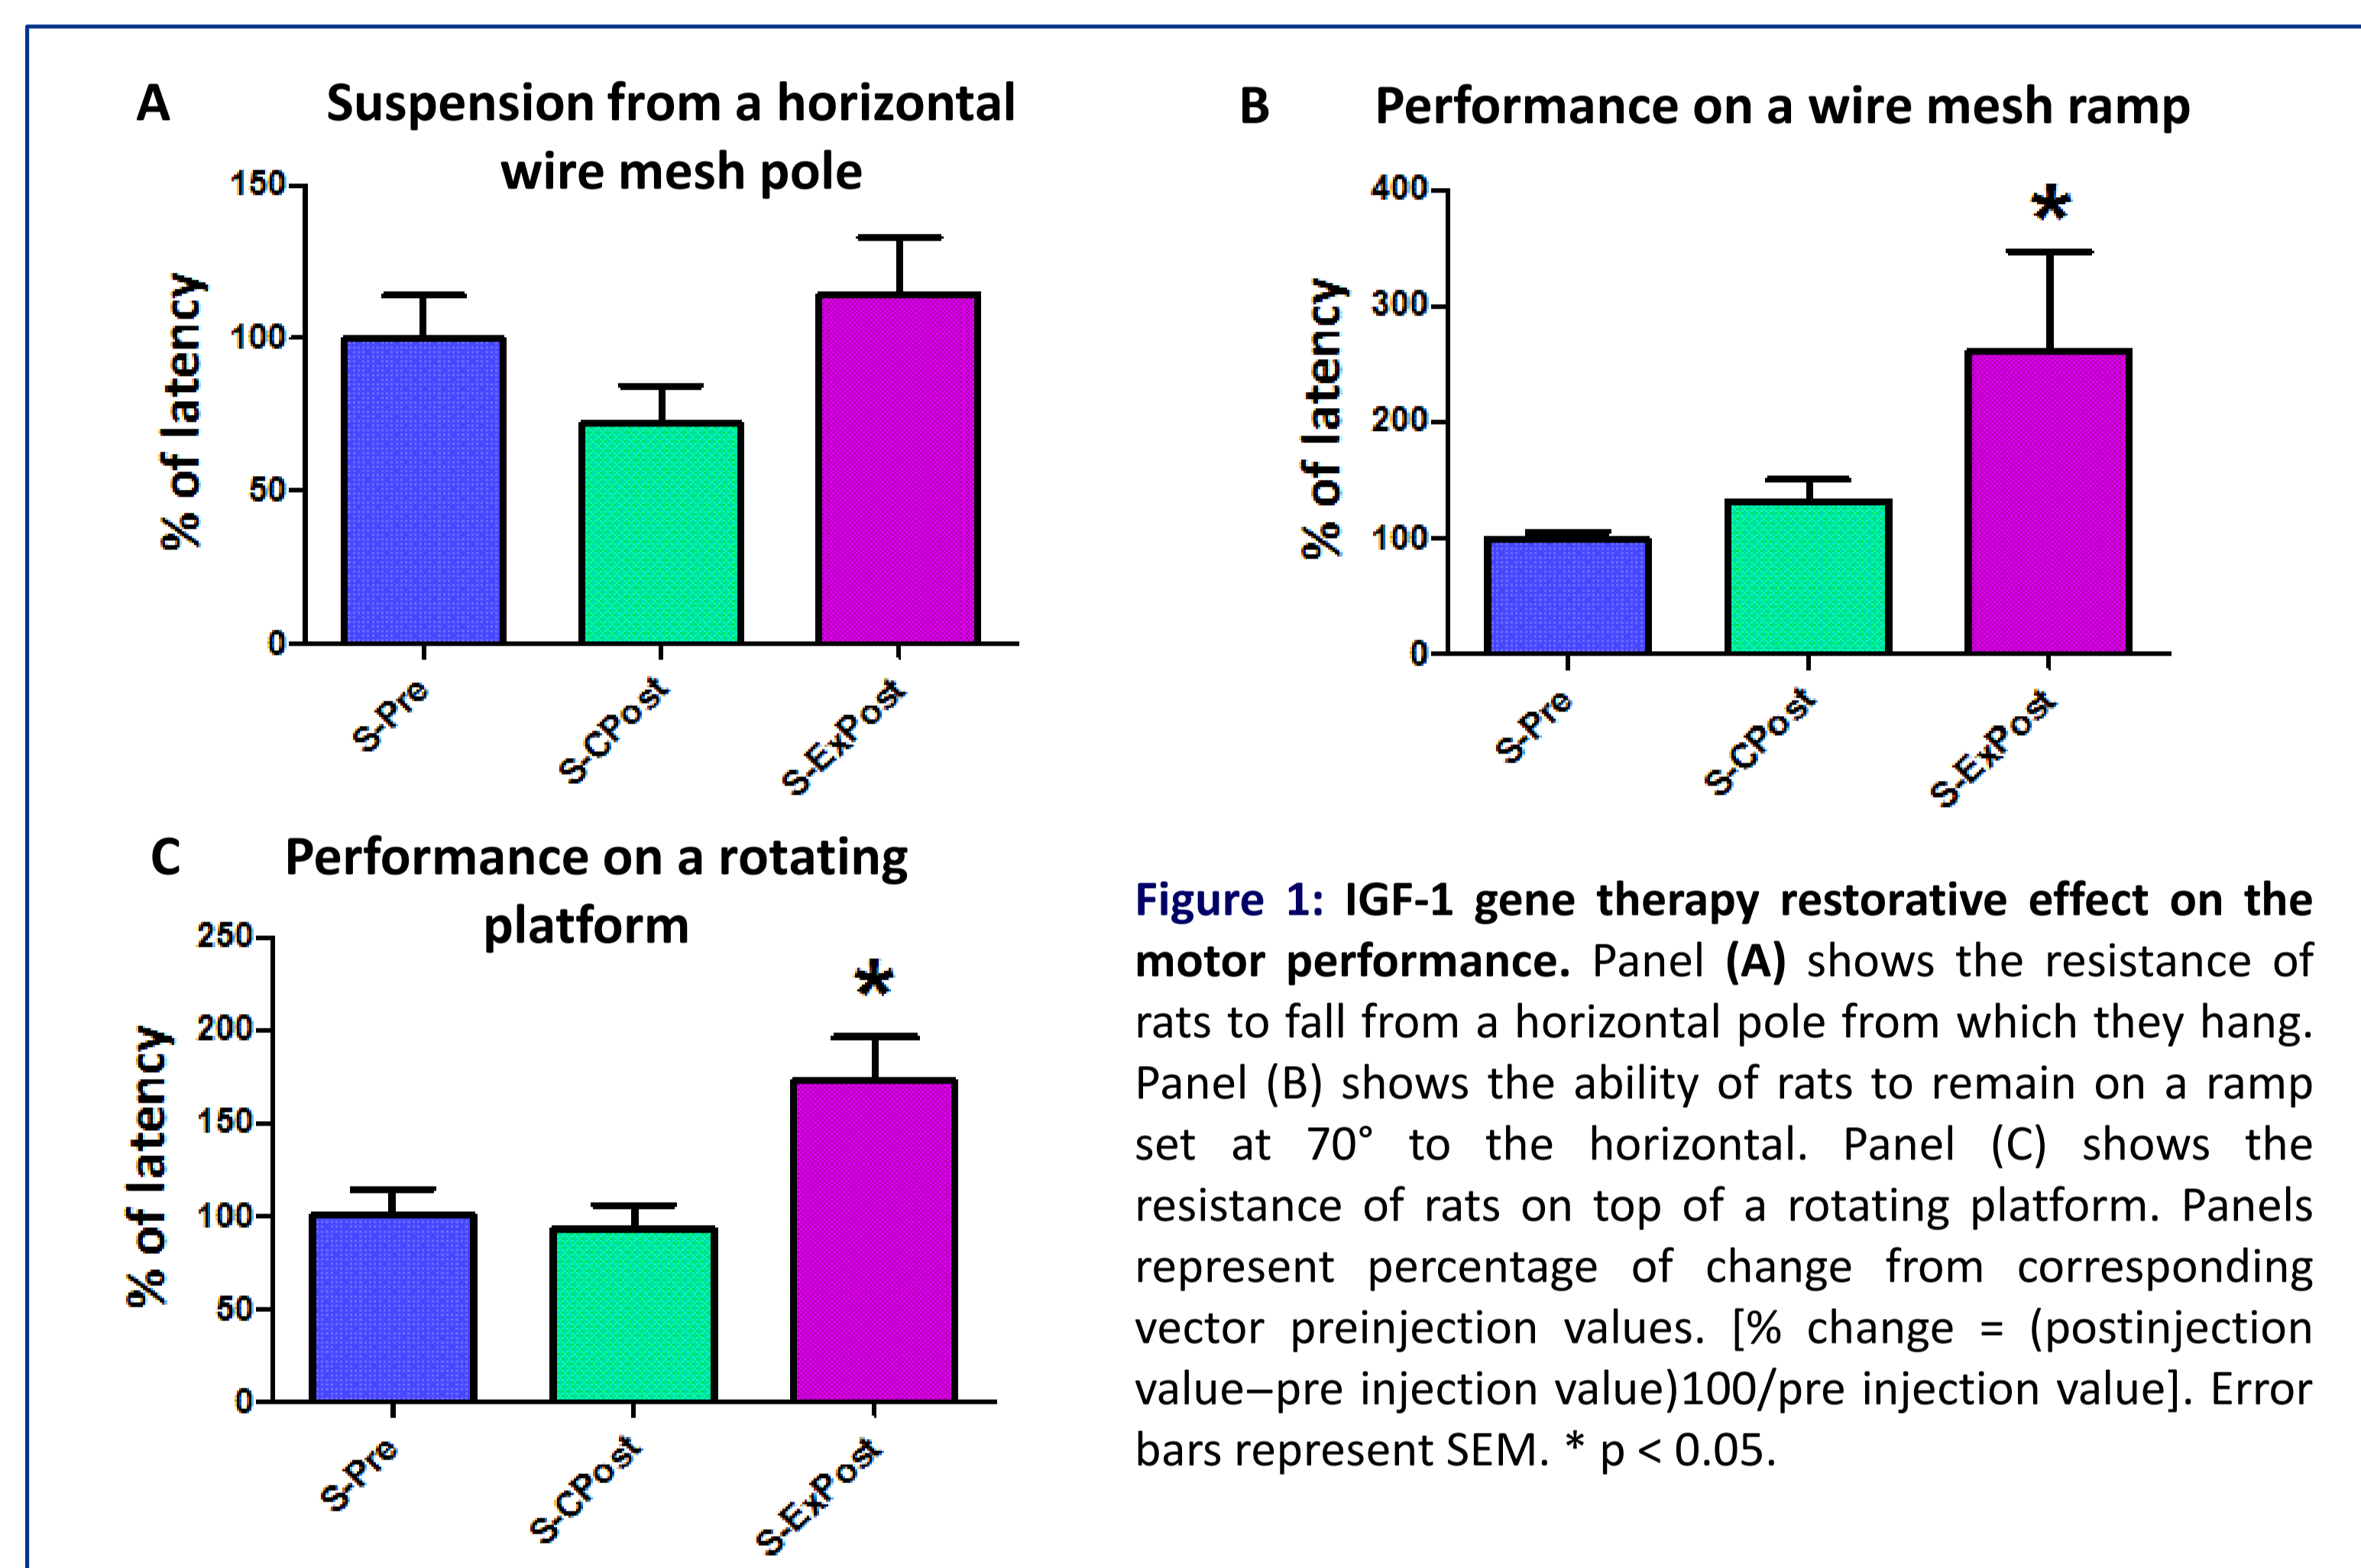 A
Suspension from a horizontal
wire mesh pole
150
100
50
0
% of latency
S-Pre
S-CPost
S-ExPost
B
Performance on a wire mesh ramp
400
300
200
100
0
% of latency
*
S-Pre
S-CPost
S-ExPost
C
Performance on a rotating
platform
250
200
150
100
50
0
% of latency
*
S-Pre
S-CPost
S-ExPost
Figure 1: IGF-1 gene therapy restorative effect on the
motor performance. Panel (A) shows the resistance of
rats to fall from a horizontal pole from which they hang.
Panel (B) shows the ability of rats to remain on a ramp
set at 70° to the horizontal. Panel (C) shows the
resistance of rats on top of a rotating platform. Panels
represent percentage of change from corresponding
vector preinjection values. [% change = (postinjection
value–pre injection value)100/pre injection value]. Error
bars represent SEM. * p < 0.05.